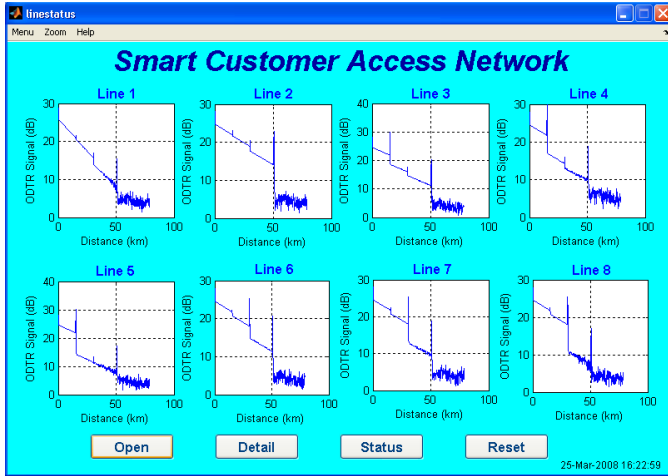 linestatus
Menu Zoom Help
Smart Customer Access Network
Line 1
ODTR Signal (dB)
30
20
10
0
0 50 100
Distance (km)
Line 2
ODTR Signal (dB)
30
20
10
0
0 50 100
Distance (km)
Line 3
ODTR Signal (dB)
40
30
20
10
0
0 50 100
Distance (km)
Line 4
ODTR Signal (dB)
30
20
10
0
0 50 100
Distance (km)
Line 5
ODTR Signal (dB)
40
30
20
10
0
0 50 100
Distance (km)
Line 6
ODTR Signal (dB)
30
20
10
0
0 50 100
Distance (km)
Line 7
ODTR Signal (dB)
30
20
10
0
0 50 100
Distance (km)
Line 8
ODTR Signal (dB)
30
20
10
0
0 50 100
Distance (km)
Open Detail Status Reset
25-Mar-2008 16:22:59